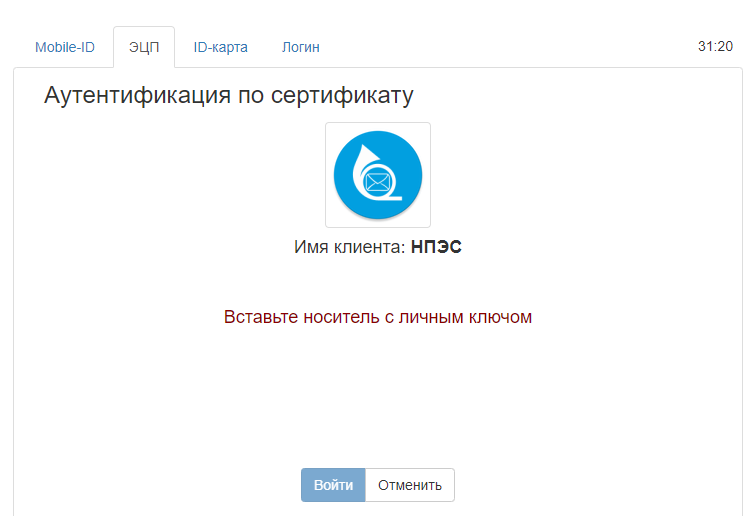 Mobile-ID ЭЦП ID-карта Логин 31:20
Аутентификация по сертификату
Имя клиента: НПЭС
Вставьте носитель с личным ключом
Войти Отменить